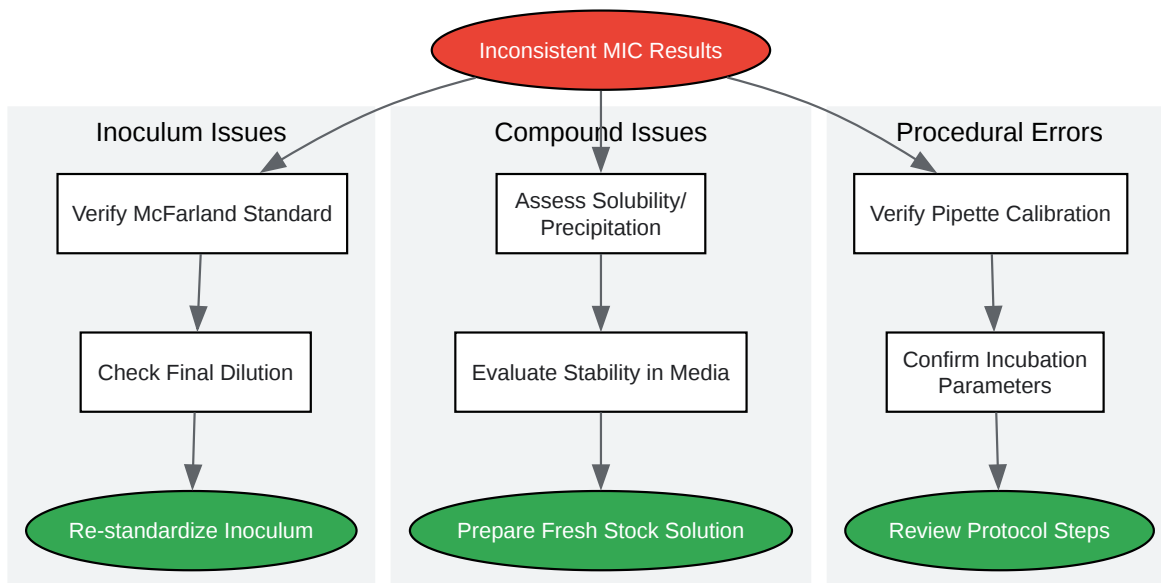 Inconsistent MIC Results
Inoculum Issues
Verify McFarland Standard
Check Final Dilution
Re-standardize Inoculum
Compound Issues
Assess Solubility/
Precipitation
Evaluate Stability in Media
Prepare Fresh Stock Solution
Procedural Errors
Verify Pipette Calibration
Confirm Incubation
Parameters
Review Protocol Steps